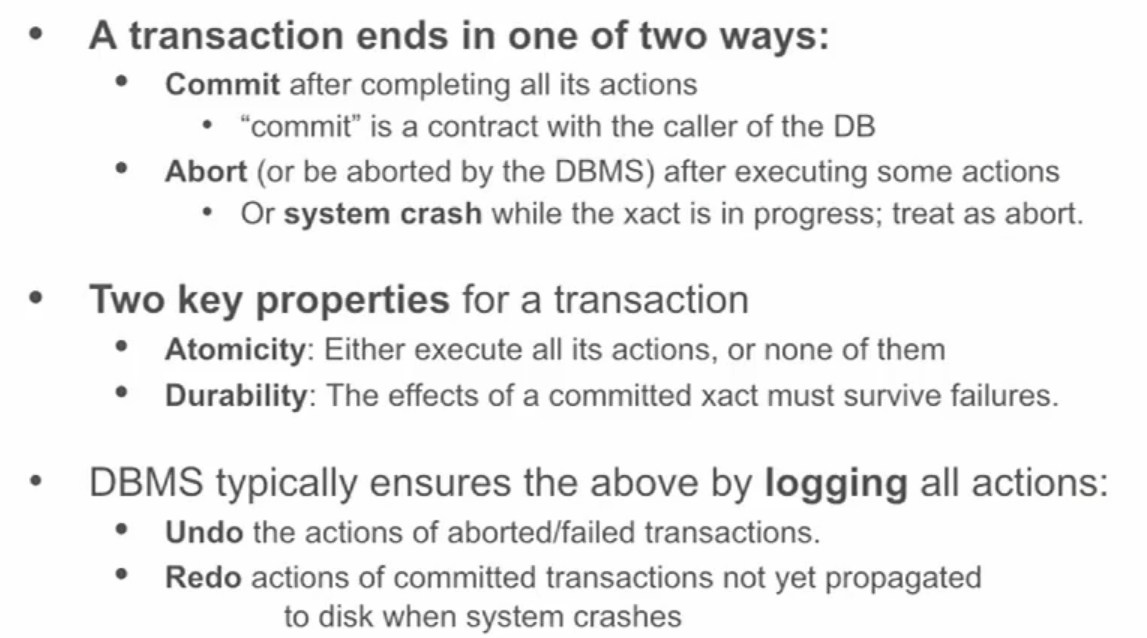 • A transaction ends in one of two ways:
• Commit after completing all its actions
• “commit” is a contract with the caller of the DB
• Abort (or be aborted by the DBMS) after executing some actions
• Or system crash while the xact is in progress; treat as abort.
• Two key properties for a transaction
• Atomicity: Either execute all its actions, or none of them
• Durability: The effects of a committed xact must survive failures.
• DBMS typically ensures the above by logging all actions:
• Undo the actions of aborted/failed transactions.
• Redo actions of committed transactions not yet propagated
to disk when system crashes